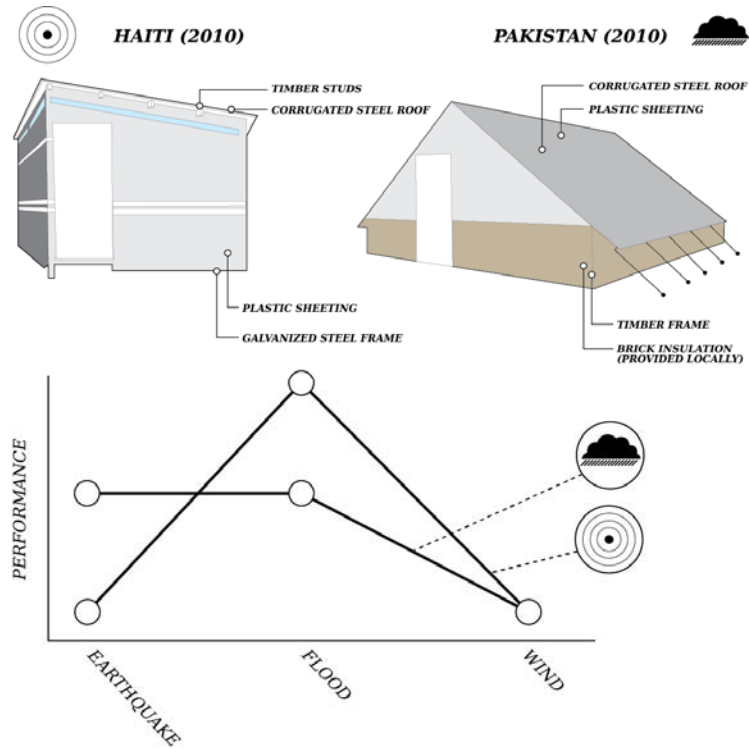 HAITI (2010)
PAKISTAN (2010)
TIMBER STUDS
CORRUGATED STEEL ROOF
CORRUGATED STEEL ROOF
PLASTIC SHEETING
PLASTIC SHEETING
GALVANIZED STEEL FRAME
TIMBER FRAME
BRICK INSULATION
(PROVIDED LOCALLY)
PERFORMANCE
EARTHQUAKE
FLOOD
WIND